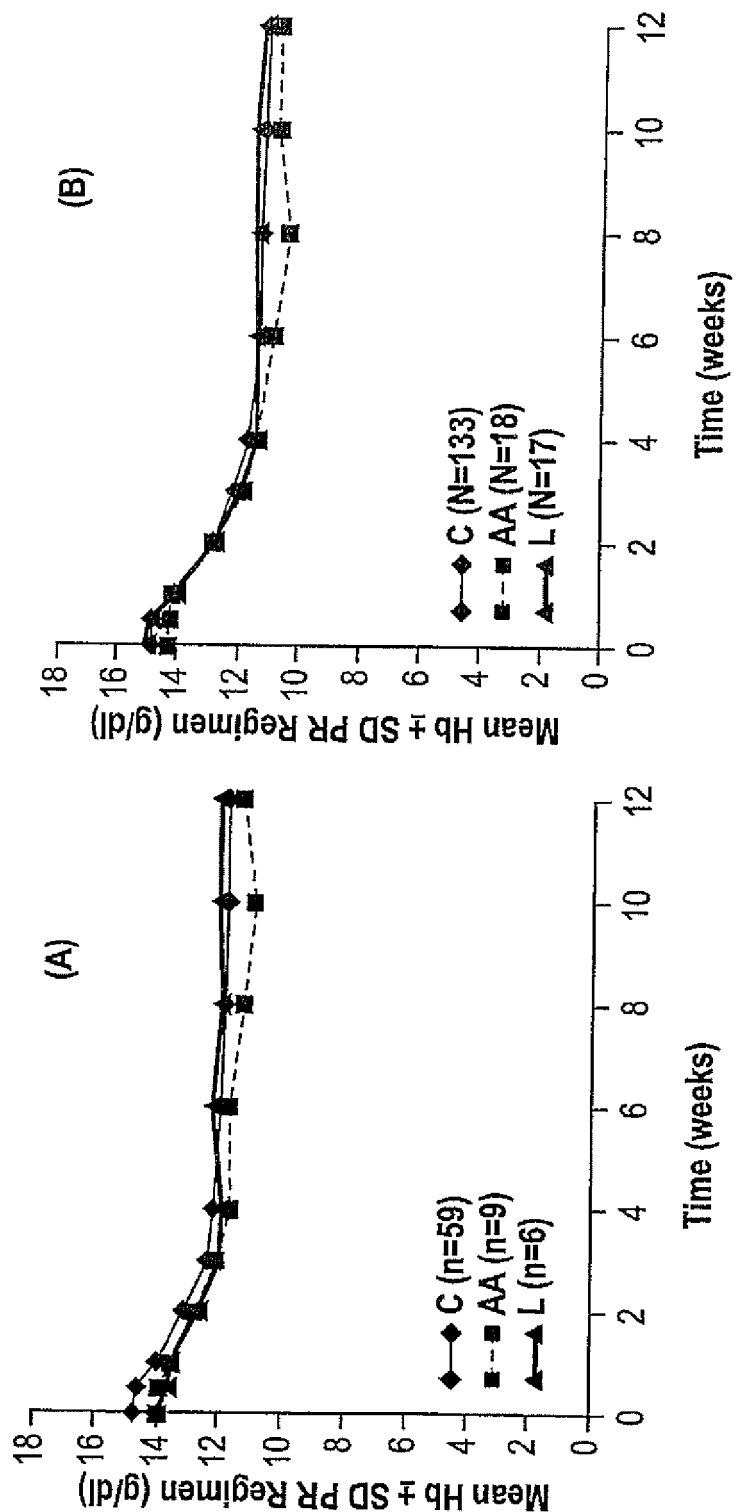 (A)
Mean Hb ± SD PR Regimen (g/dl)
18
16
14
12
10
8
6
4
2
0
C (n=59)
AA (n=9)
L (n=6)
0
2
4
6
8
10
12
Time (weeks)
(B)
Mean Hb ± SD PR Regimen (g/dl)
18
16
14
12
10
8
6
4
2
0
C (N=133)
AA (N=18)
L (N=17)
0
2
4
6
8
10
12
Time (weeks)